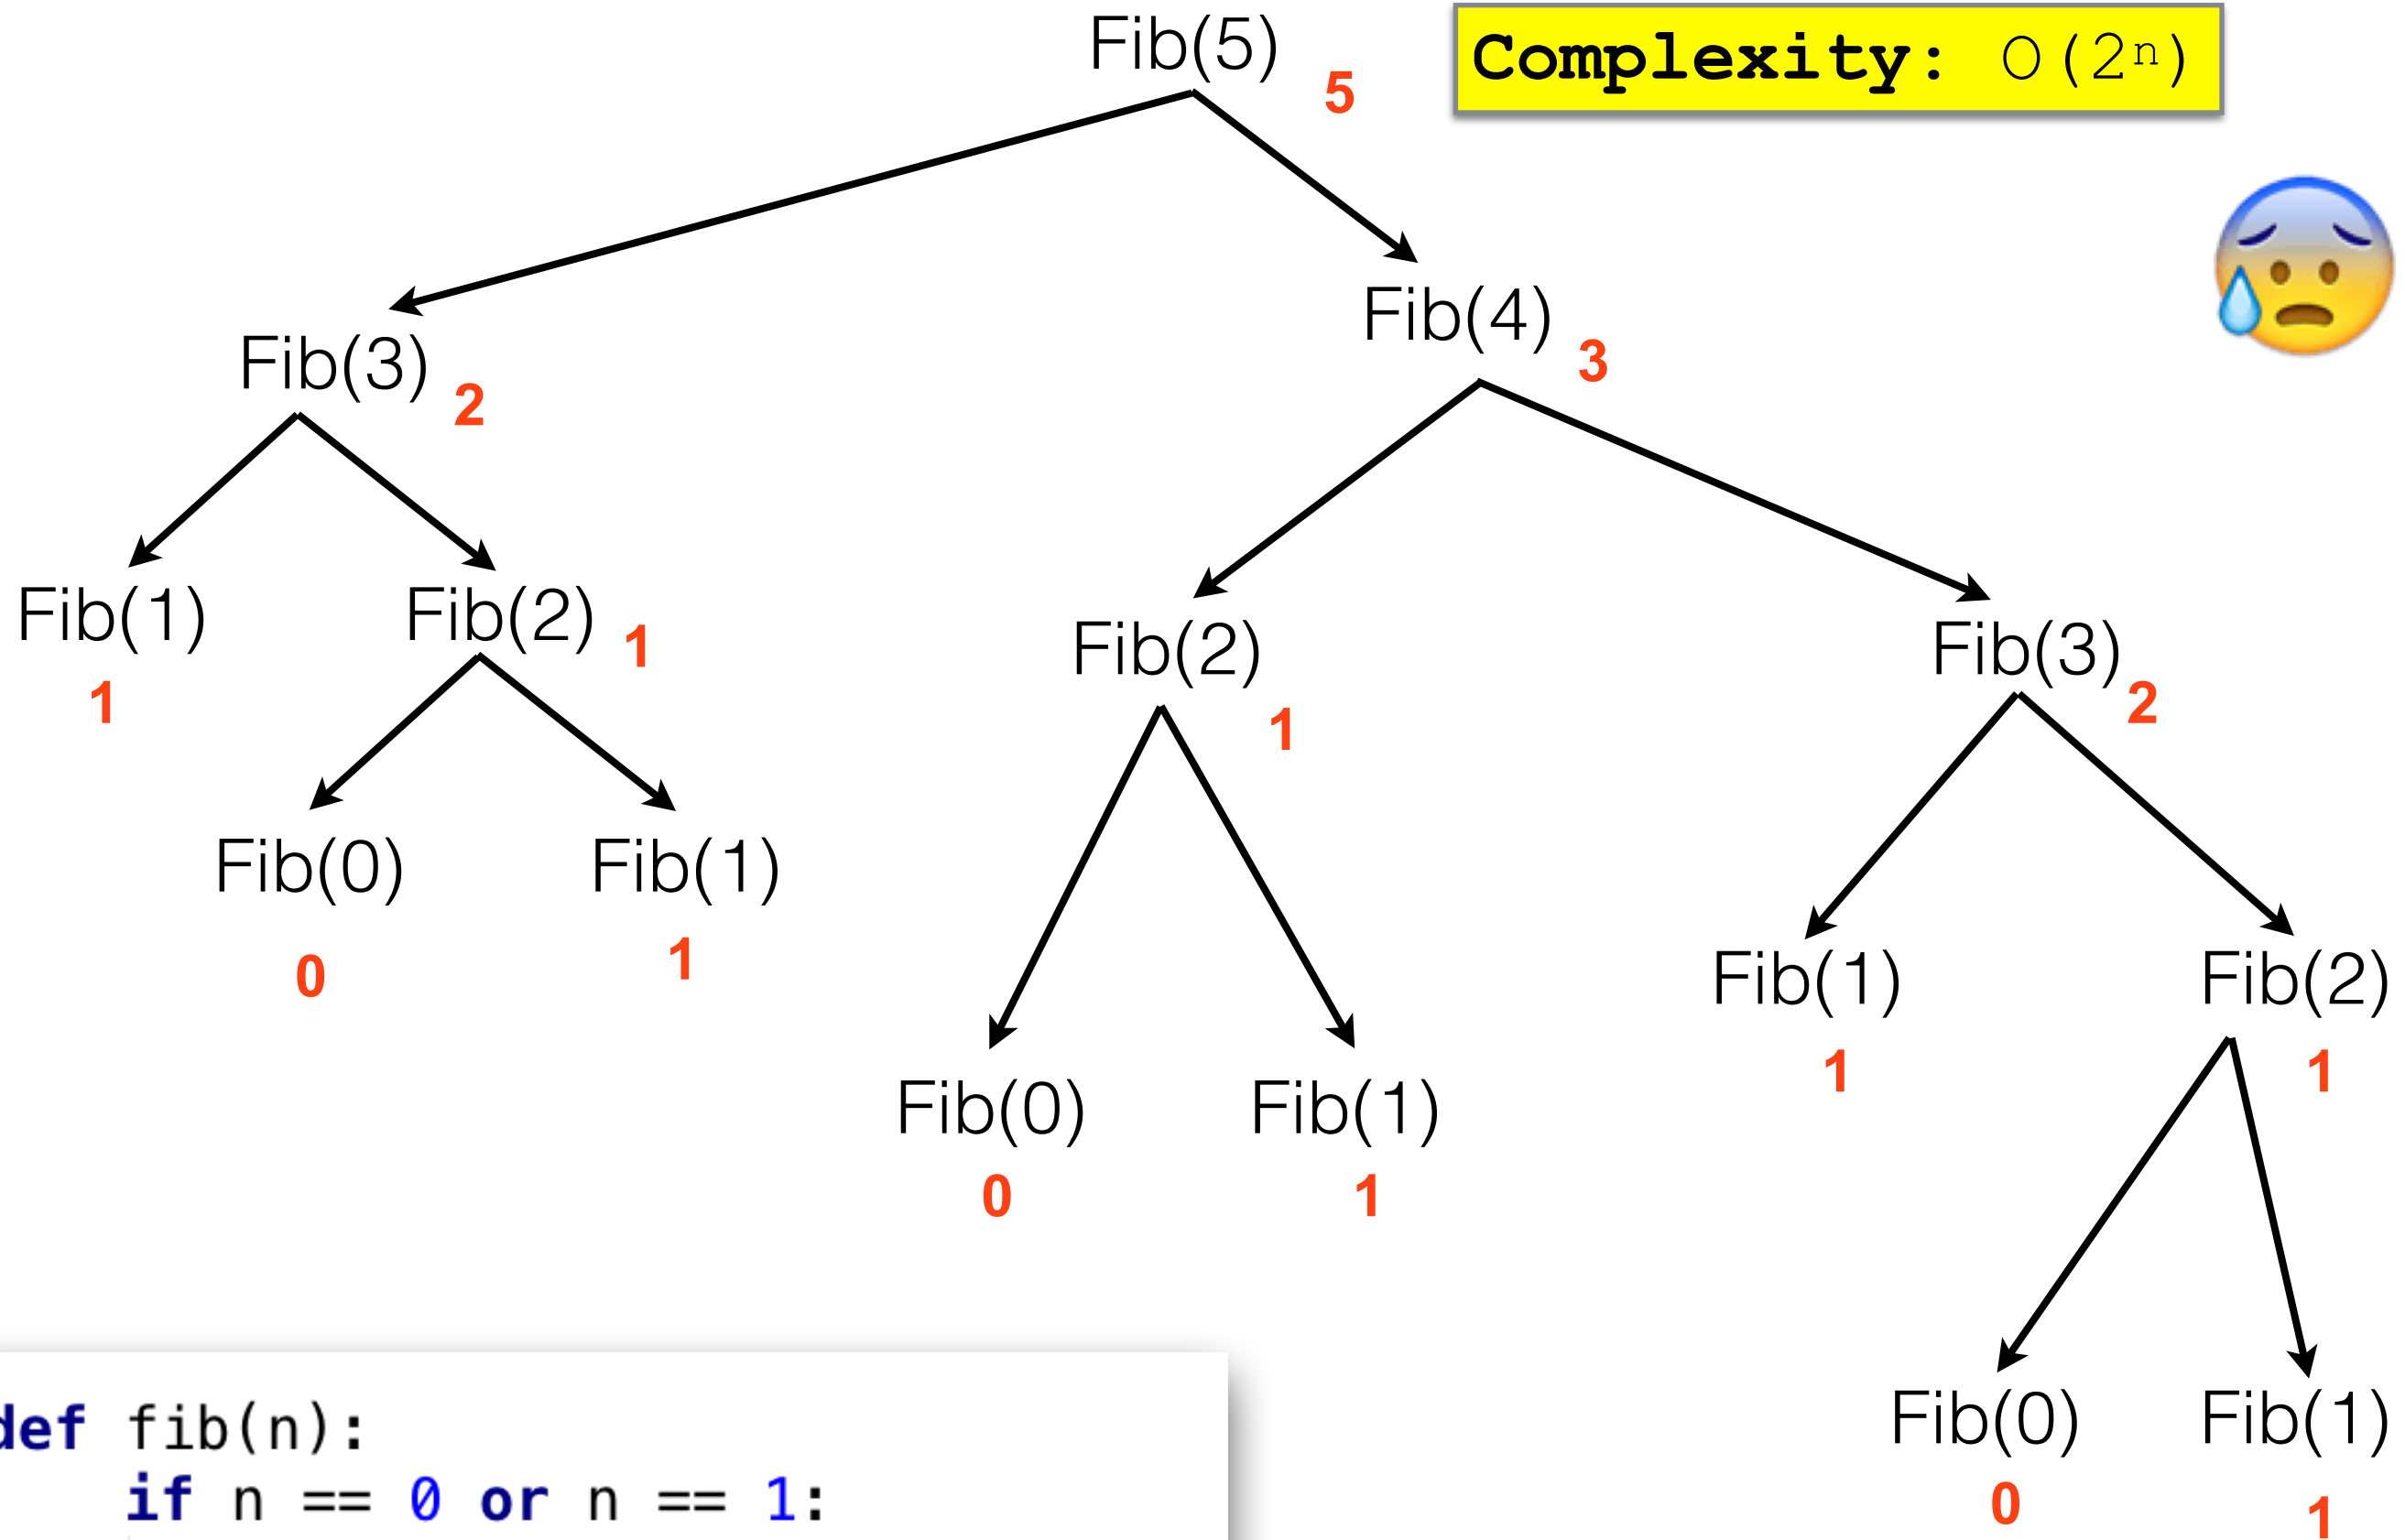 Fib(5)
5
Complexity: O(2ⁿ)
Fib(3)
2
Fib(4)
3
Fib(1)
1
Fib(2)
1
Fib(2)
1
Fib(3)
2
Fib(0)
0
Fib(1)
1
Fib(0)
0
Fib(1)
1
Fib(1)
1
Fib(2)
1
Fib(0)
0
Fib(1)
1
def fib(n):
if n == 0 or n == 1: